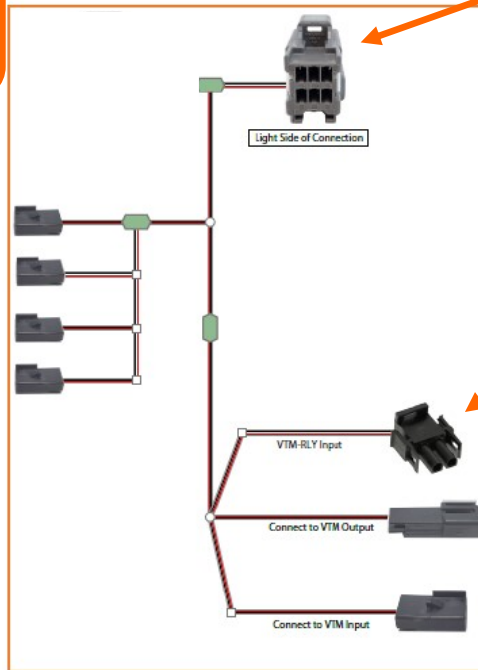 Light Side of Connection
VTM-RLY Input
Connect to VTM Output
Connect to VTM Input